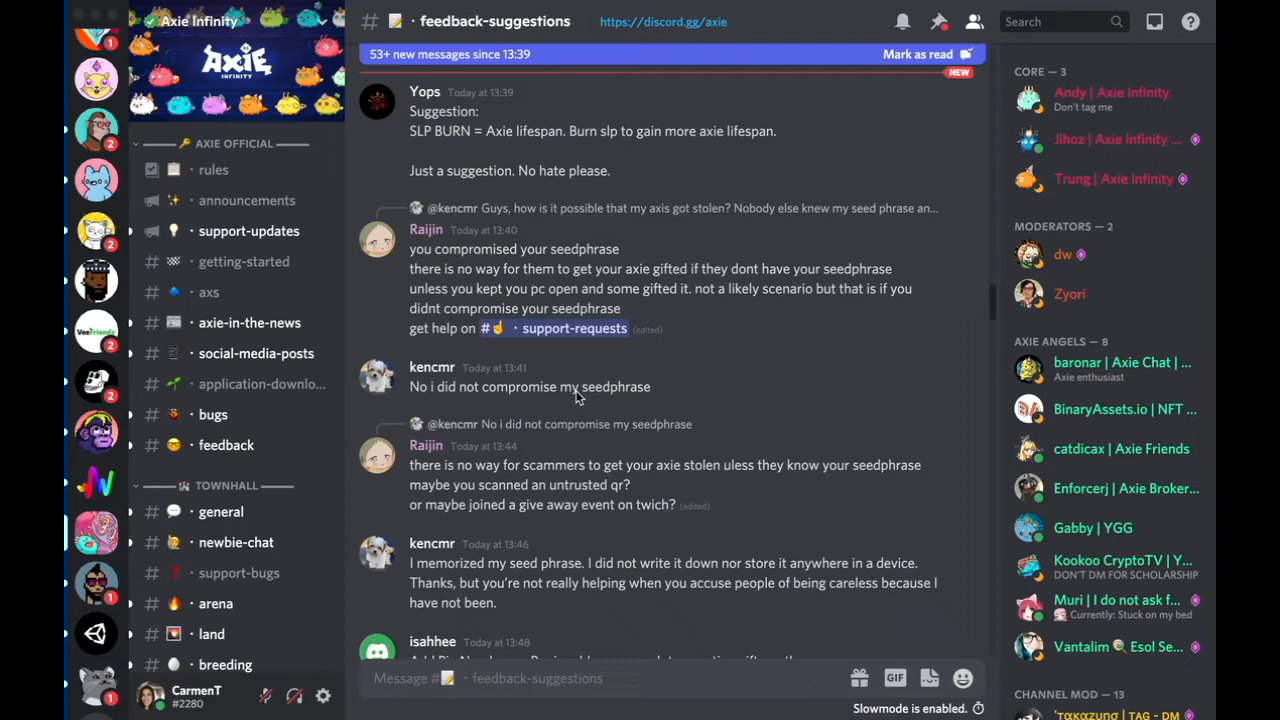 Axie Infinity
AXIE
INFINITY
AXIE OFFICIAL
rules
announcements
support-updates
getting-started
axs
axie-in-the-news
social-media-posts
application-downlo...
bugs
feedback
TOWNHALL
general
newbie-chat
support-bugs
arena
land
breeding
CarmenT
#2280
1
2
2
2
VeeFriends
2
1
1
# · feedback-suggestions
https://discord.gg/axie
Search
53+ new messages since 13:39
Mark as read
NEW
Yops Today at 13:39
Suggestion:
SLP BURN = Axie lifespan. Burn slp to gain more axie lifespan.
Just a suggestion. No hate please.
@kencmr Guys, how is it possible that my axis got stolen? Nobody else knew my seed phrase an...
Raijin Today at 13:40
you compromised your seedphrase
there is no way for them to get your axie gifted if they dont have your seedphrase
unless you kept you pc open and some gifted it. not a likely scenario but that is if you
didnt compromise your seedphrase
get help on # · support-requests (edited)
kencmr Today at 13:41
No i did not compromise my seedphrase
@kencmr No i did not compromise my seedphrase
Raijin Today at 13:44
there is no way for scammers to get your axie stolen uless they know your seedphrase
maybe you scanned an untrusted qr?
or maybe joined a give away event on twich? (edited)
kencmr Today at 13:46
I memorized my seed phrase. I did not write it down nor store it anywhere in a device.
Thanks, but you're not really helping when you accuse people of being careless because I
have not been.
isahhee Today at 13:48
Message # · feedback-suggestions
GIF
Slowmode is enabled.
CORE — 3
Andy | Axie Infinity
Don't tag me
Jihoz | Axie Infinity ...
Trung | Axie Infinity
MODERATORS — 2
dw
Zyori
AXIE ANGELS — 8
baronar | Axie Chat | ...
Axie enthusiast
BinaryAssets.io | NFT ...
catdicax | Axie Friends
Enforcerj | Axie Broker...
Gabby | YGG
Kookoo CryptoTV | Y...
DON'T DM FOR SCHOLARSHIP
Muri | I do not ask f...
Currently: Stuck on my bed
Vantalim Esol Se...
CHANNEL MOD — 13
'τακαzυησ | TAG - DM